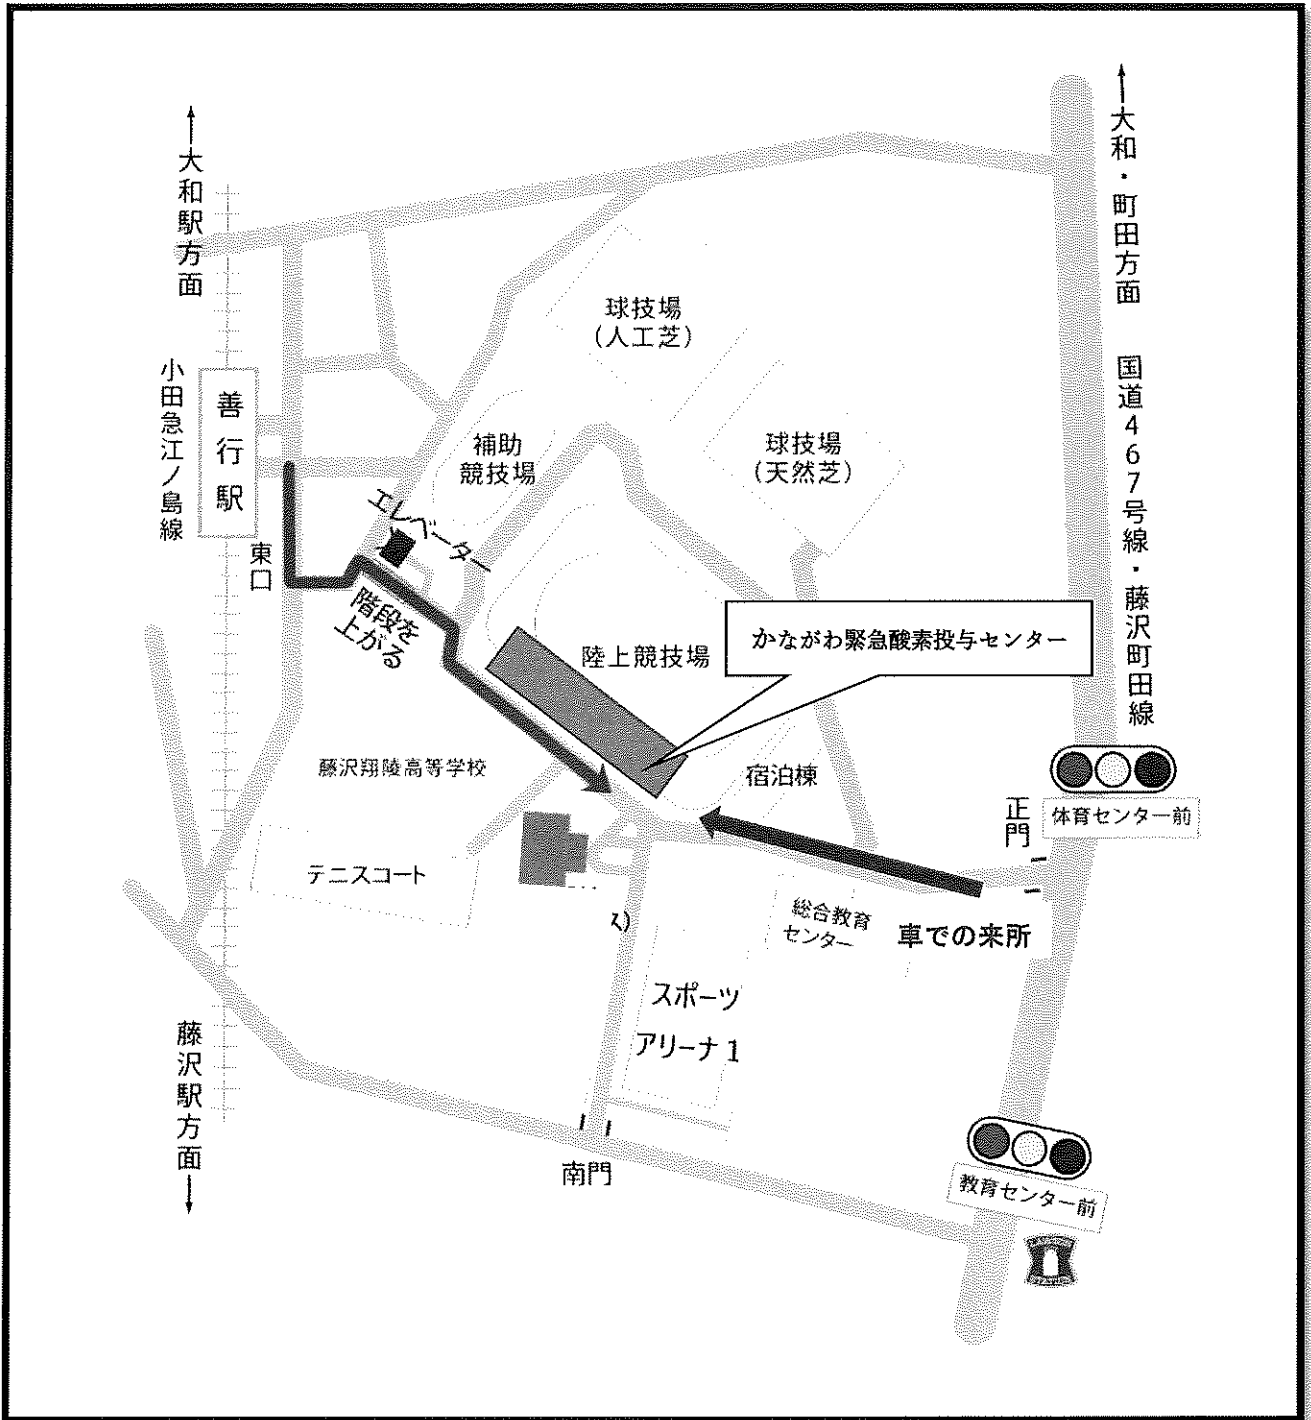 ←大和駅方面
小田急江ノ島線
善行駅
東口
←大和・町田方面
国道467号線・藤沢町田線
球技場
(人工芝)
補助
競技場
球技場
(天然芝)
エレベーター
階段を
上がる
陸上競技場
かながわ緊急酸素投与センター
藤沢翔陵高等学校
宿泊棟
正門
体育センター前
テニスコート
ス)
総合教育
センター
車での来所
スポーツ
アリーナ1
藤沢駅方面→
南門
教育センター前